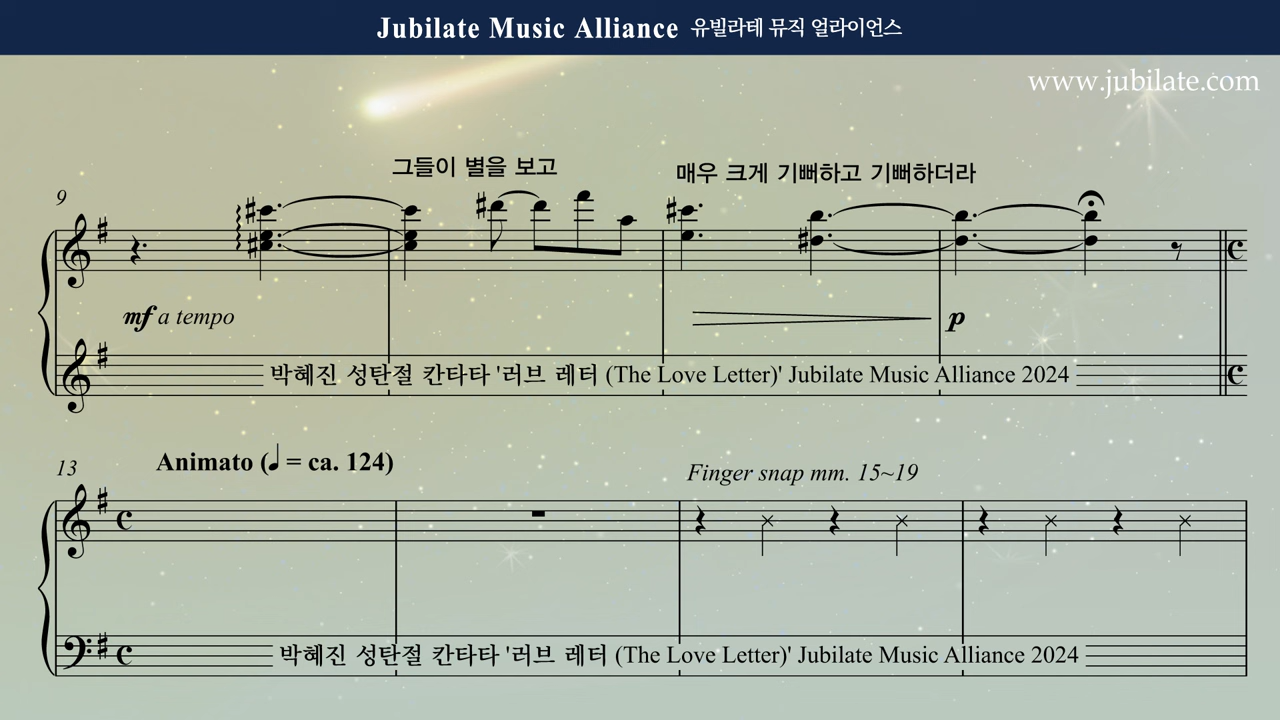 Jubilate Music Alliance 유빌라테 뮤직 얼라이언스
www.jubilate.com
그들이 별을 보고 매우 크게 기뻐하고 기뻐하더라
9
mf a tempo p
박혜진 성탄절 칸타타 '러브 레터 (The Love Letter)' Jubilate Music Alliance 2024
Animato (♩ = ca. 124)
13 Finger snap mm. 15~19
박혜진 성탄절 칸타타 '러브 레터 (The Love Letter)' Jubilate Music Alliance 2024